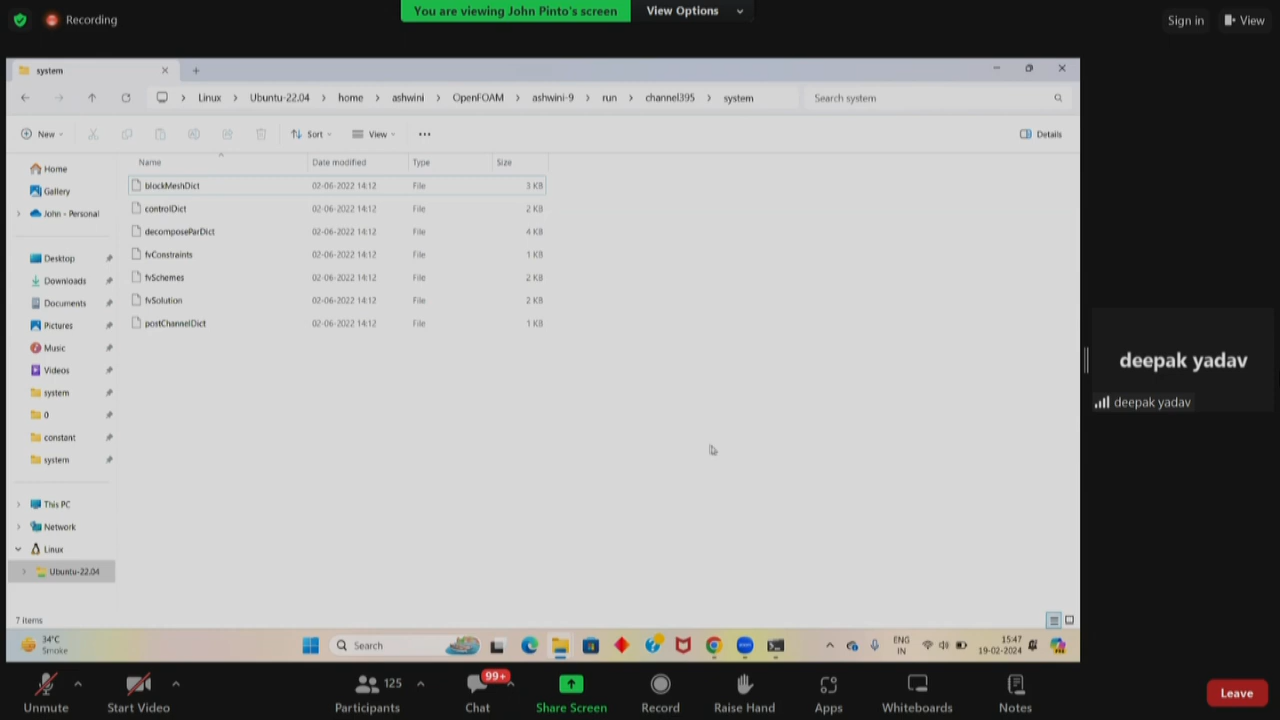 Recording
You are viewing John Pinto's screen
View Options
Sign in
View
system
Linux > Ubuntu-22.04 > home > ashwini > OpenFOAM > ashwini-9 > run > channel395 > system
Search system
New
Sort
View
Details
Name Date modified Type Size
Home
Gallery
John - Personal
Desktop
Downloads
Documents
Pictures
Music
Videos
system
0
constant
system
This PC
Network
Linux
Ubuntu-22.04
blockMeshDict 02-06-2022 14:12 File 3 KB
controlDict 02-06-2022 14:12 File 2 KB
decomposeParDict 02-06-2022 14:12 File 4 KB
fvConstraints 02-06-2022 14:12 File 1 KB
fvSchemes 02-06-2022 14:12 File 2 KB
fvSolution 02-06-2022 14:12 File 2 KB
postChannelDict 02-06-2022 14:12 File 1 KB
deepak yadav
deepak yadav
7 items
34°C
Smoke
Search
ENG
IN
15:47
19-02-2024
Unmute
Start Video
125
Participants
99+
Chat
Share Screen
Record
Raise Hand
Apps
Whiteboards
Notes
Leave